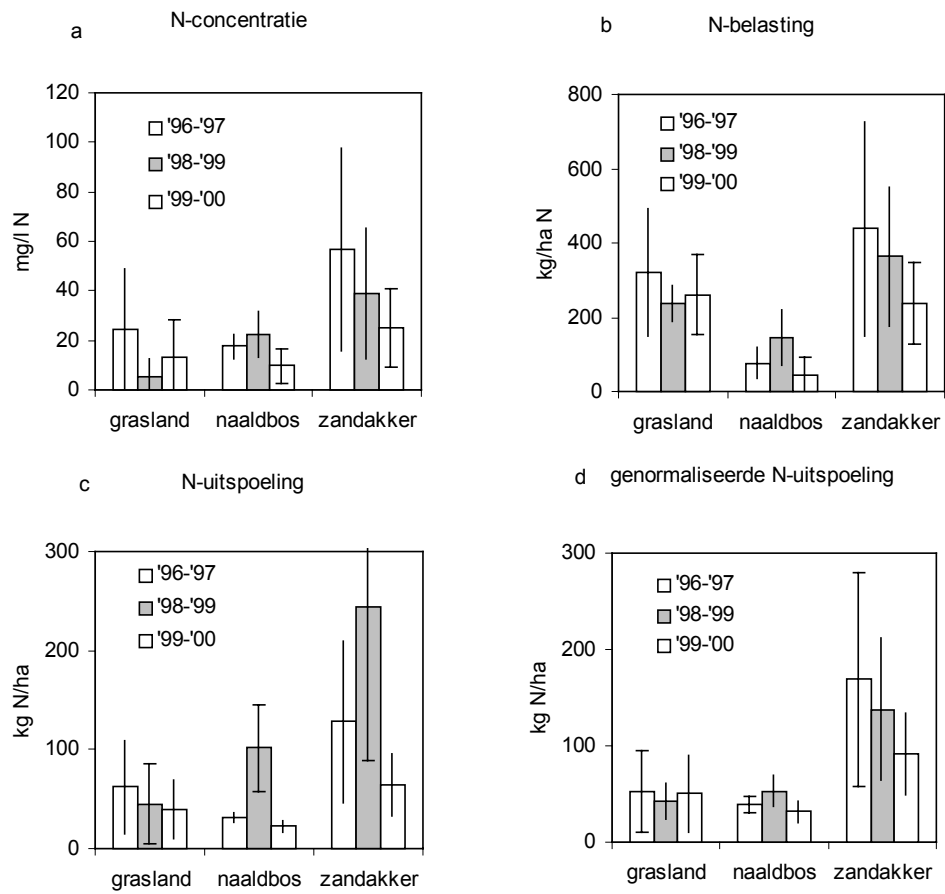 a
N-concentratie
mg/l N
120
100
80
60
40
20
0
'96-'97
'98-'99
'99-'00
grasland naaldbos zandakker
b
N-belasting
kg/ha N
800
600
400
200
0
'96-'97
'98-'99
'99-'00
grasland naaldbos zandakker
c
N-uitspoeling
kg N/ha
300
200
100
0
'96-'97
'98-'99
'99-'00
grasland naaldbos zandakker
d genormaliseerde N-uitspoeling
kg N/ha
300
200
100
0
'96-'97
'98-'99
'99-'00
grasland naaldbos zandakker